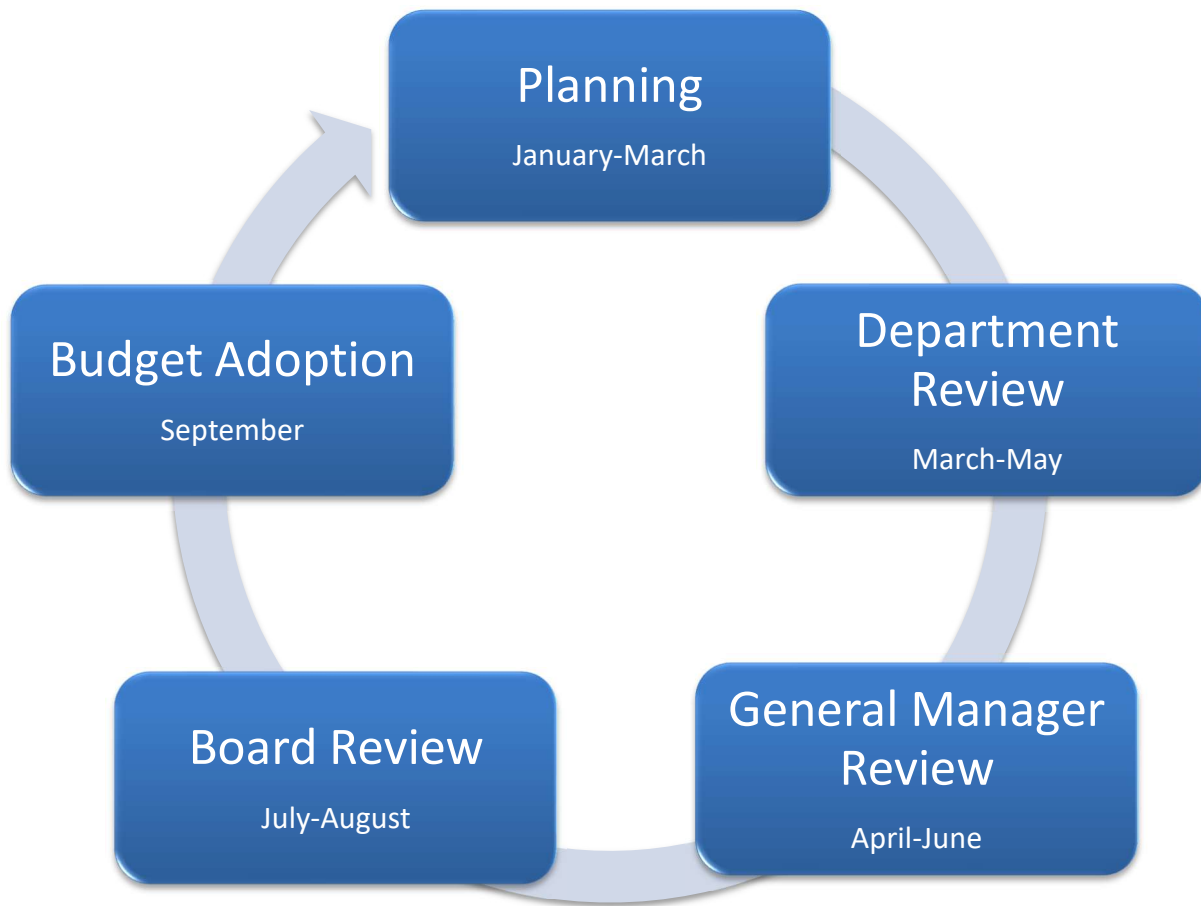 Planning
January-March
Department
Review
March-May
General Manager
Review
April-June
Board Review
July-August
Budget Adoption
September